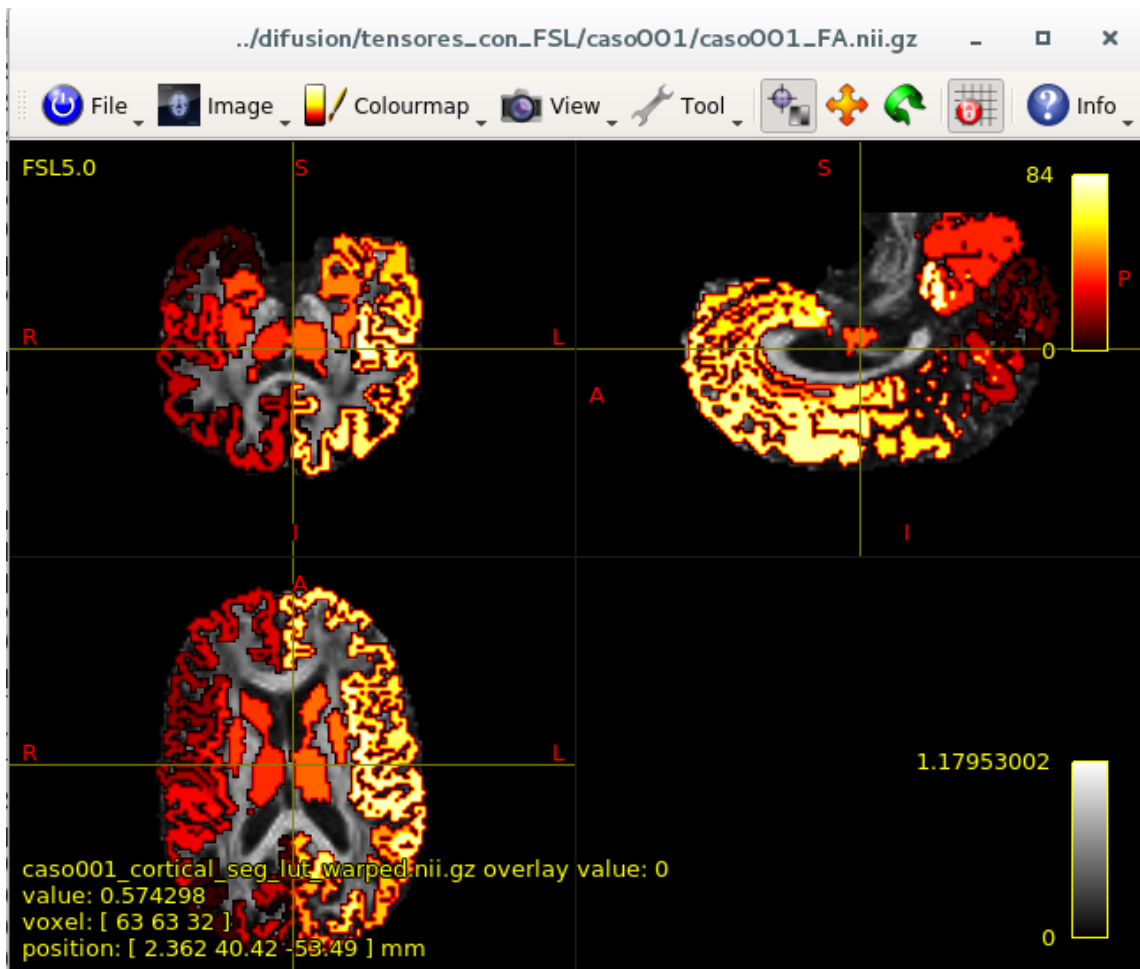 ../difusion/tensores_con_FSL/caso001/caso001_FA.nii.gz
File Image Colourmap View Tool Info
FSL5.0
S
S
84
P
R
L
0
A
I
I
A
R
L
1.17953002
caso001_cortical_seg_lut_warped.nii.gz overlay value: 0
value: 0.574298
voxel: [ 63 63 32 ]
0
position: [ 2.362 40.42 -53.49 ] mm